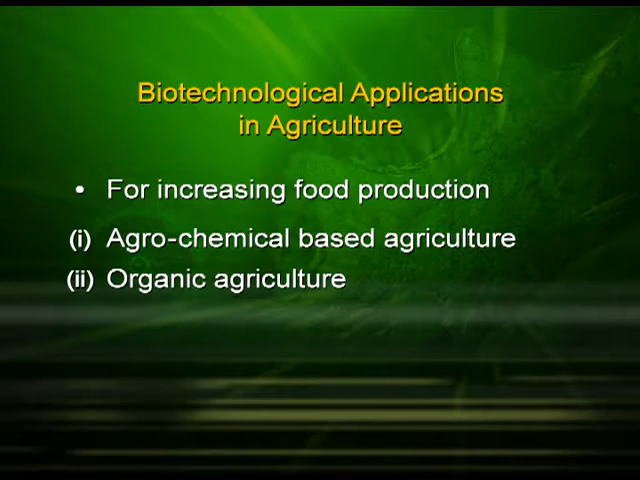 Biotechnological Applications
in Agriculture
• For increasing food production
(i) Agro-chemical based agriculture
(ii) Organic agriculture